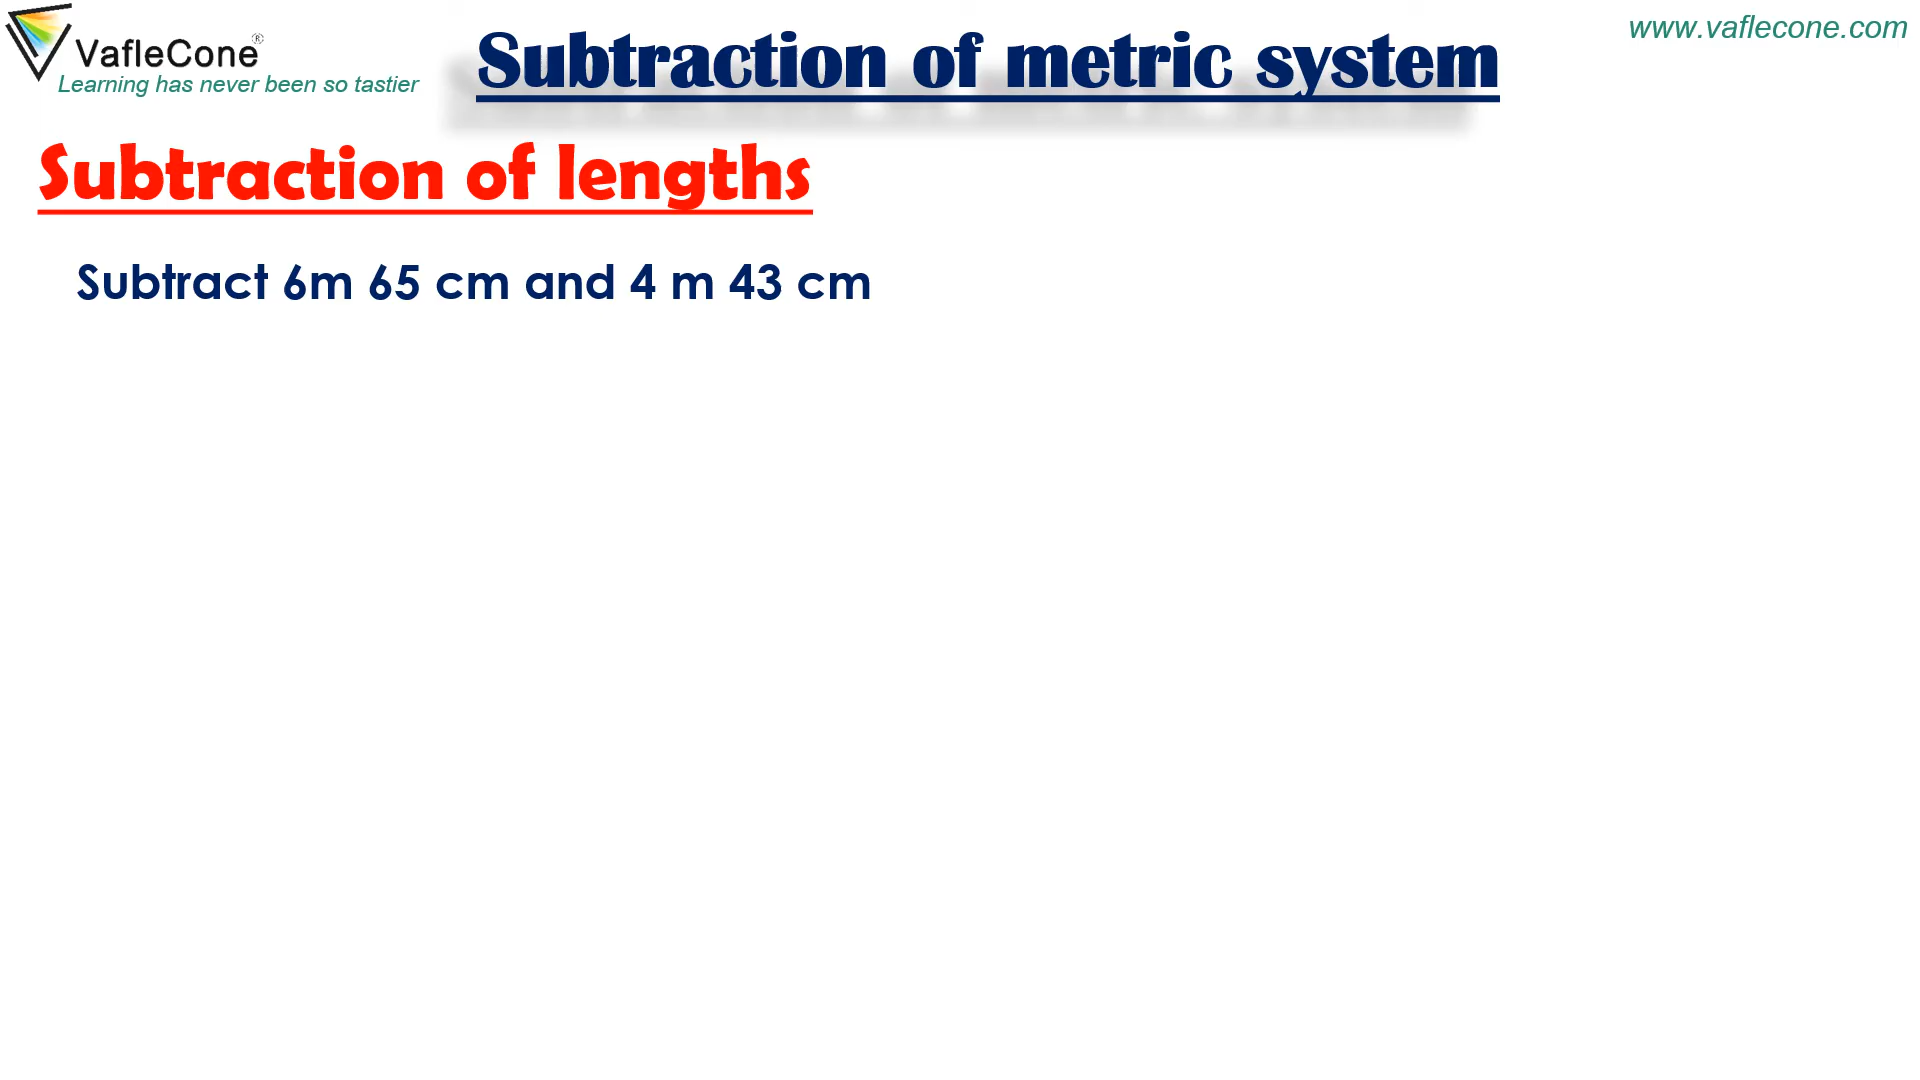 VafleCone®
Learning has never been so tastier
Subtraction of metric system
www.vaflecone.com
Subtraction of lengths
Subtract 6m 65 cm and 4 m 43 cm